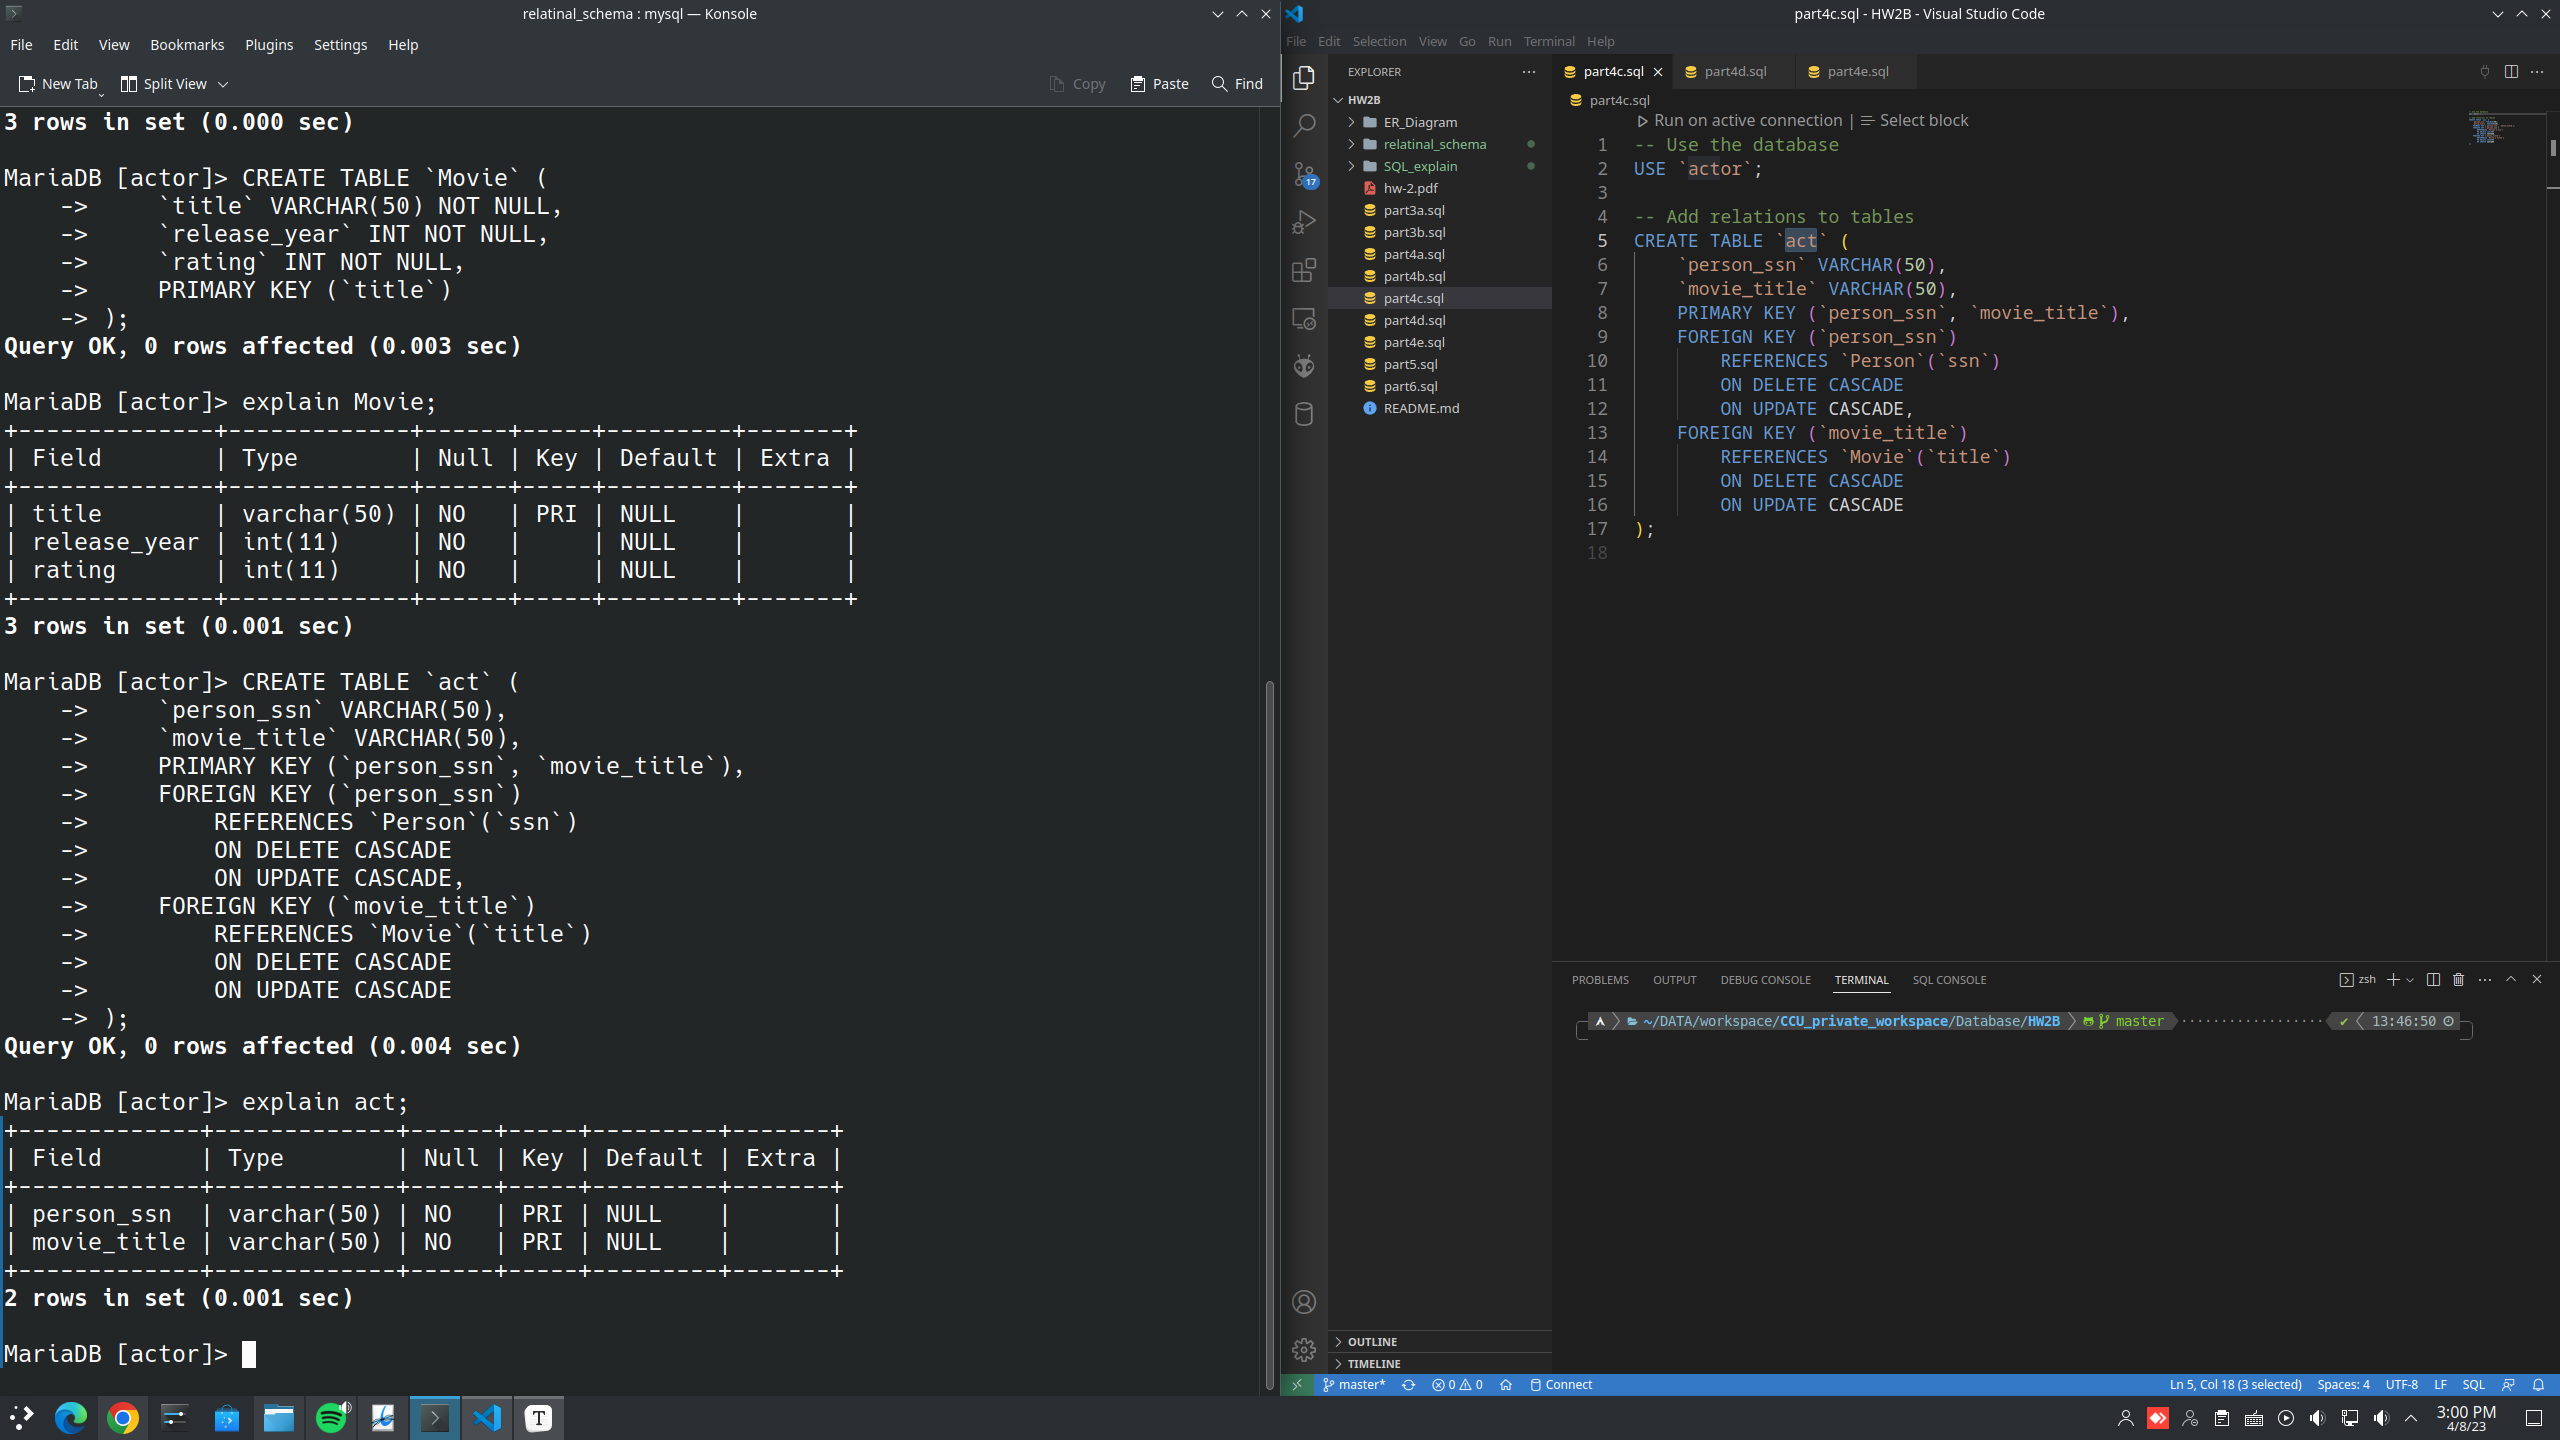 relatinal_schema : mysql — Konsole
File Edit View Bookmarks Plugins Settings Help
New Tab Split View Copy Paste Find
3 rows in set (0.000 sec)
MariaDB [actor]> CREATE TABLE `Movie` (
    ->     `title` VARCHAR(50) NOT NULL,
    ->     `release_year` INT NOT NULL,
    ->     `rating` INT NOT NULL,
    ->     PRIMARY KEY (`title`)
    -> );
Query OK, 0 rows affected (0.003 sec)
MariaDB [actor]> explain Movie;
+--------------+-------------+------+-----+---------+-------+
| Field        | Type        | Null | Key | Default | Extra |
+--------------+-------------+------+-----+---------+-------+
| title        | varchar(50) | NO   | PRI | NULL    |       |
| release_year | int(11)     | NO   |     | NULL    |       |
| rating       | int(11)     | NO   |     | NULL    |       |
+--------------+-------------+------+-----+---------+-------+
3 rows in set (0.001 sec)
MariaDB [actor]> CREATE TABLE `act` (
    ->     `person_ssn` VARCHAR(50),
    ->     `movie_title` VARCHAR(50),
    ->     PRIMARY KEY (`person_ssn`, `movie_title`),
    ->     FOREIGN KEY (`person_ssn`)
    ->         REFERENCES `Person`(`ssn`)
    ->         ON DELETE CASCADE
    ->         ON UPDATE CASCADE,
    ->     FOREIGN KEY (`movie_title`)
    ->         REFERENCES `Movie`(`title`)
    ->         ON DELETE CASCADE
    ->         ON UPDATE CASCADE
    -> );
Query OK, 0 rows affected (0.004 sec)
MariaDB [actor]> explain act;
+-------------+-------------+------+-----+---------+-------+
| Field       | Type        | Null | Key | Default | Extra |
+-------------+-------------+------+-----+---------+-------+
| person_ssn  | varchar(50) | NO   | PRI | NULL    |       |
| movie_title | varchar(50) | NO   | PRI | NULL    |       |
+-------------+-------------+------+-----+---------+-------+
2 rows in set (0.001 sec)
MariaDB [actor]>
part4c.sql - HW2B - Visual Studio Code
File Edit Selection View Go Run Terminal Help
EXPLORER
HW2B
ER_Diagram
relatinal_schema
SQL_explain
hw-2.pdf
part3a.sql
part3b.sql
part4a.sql
part4b.sql
part4c.sql
part4d.sql
part4e.sql
part5.sql
part6.sql
README.md
OUTLINE
TIMELINE
17
part4c.sql part4d.sql part4e.sql
part4c.sql
Run on active connection | Select block
1 -- Use the database
2 USE `actor`;
3
4 -- Add relations to tables
5 CREATE TABLE `act` (
6     `person_ssn` VARCHAR(50),
7     `movie_title` VARCHAR(50),
8     PRIMARY KEY (`person_ssn`, `movie_title`),
9     FOREIGN KEY (`person_ssn`)
10         REFERENCES `Person`(`ssn`)
11         ON DELETE CASCADE
12         ON UPDATE CASCADE,
13     FOREIGN KEY (`movie_title`)
14         REFERENCES `Movie`(`title`)
15         ON DELETE CASCADE
16         ON UPDATE CASCADE
17 );
18
PROBLEMS OUTPUT DEBUG CONSOLE TERMINAL SQL CONSOLE zsh
~/DATA/workspace/CCU_private_workspace/Database/HW2B master 13:46:50
master* 0 0 Connect Ln 5, Col 18 (3 selected) Spaces: 4 UTF-8 LF SQL
T
3:00 PM
4/8/23